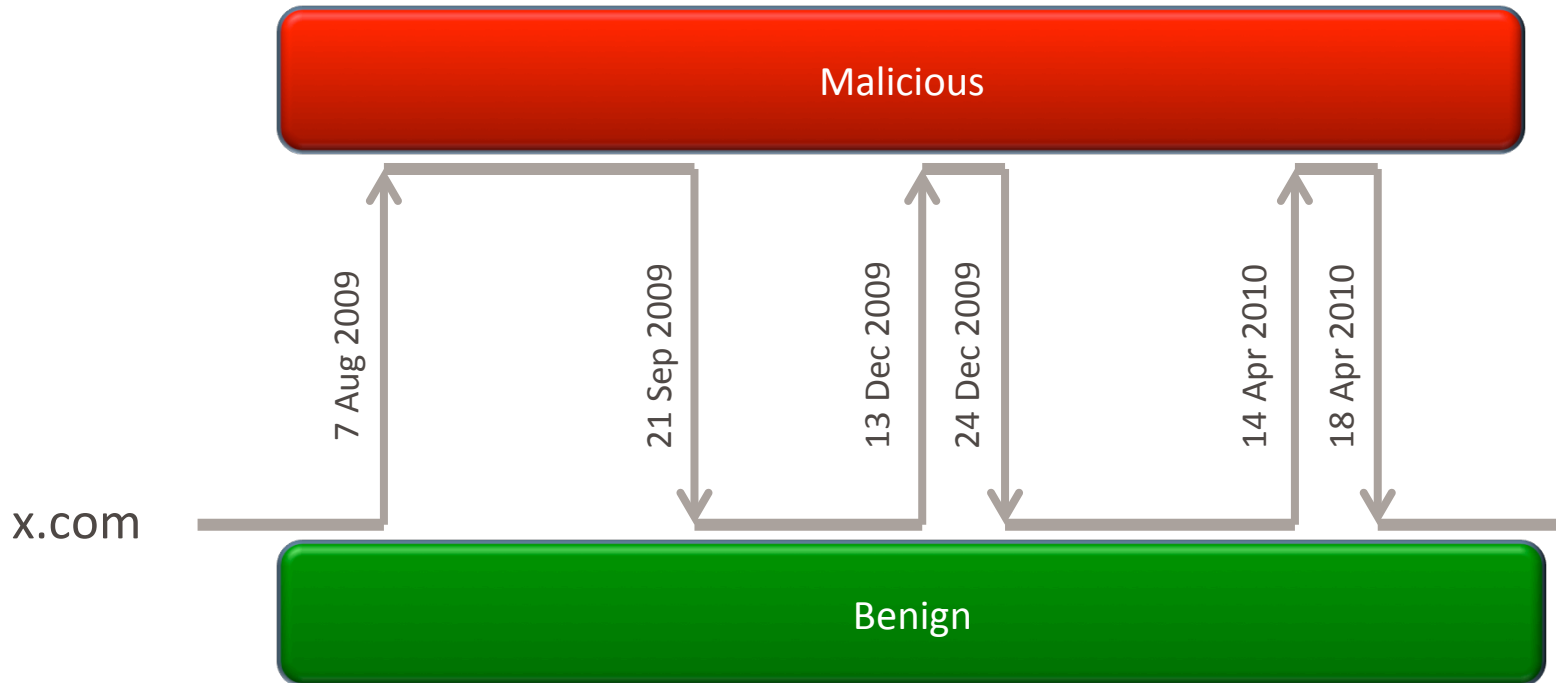 Malicious
7 Aug 2009
21 Sep 2009
13 Dec 2009
24 Dec 2009
14 Apr 2010
18 Apr 2010
x.com
Benign